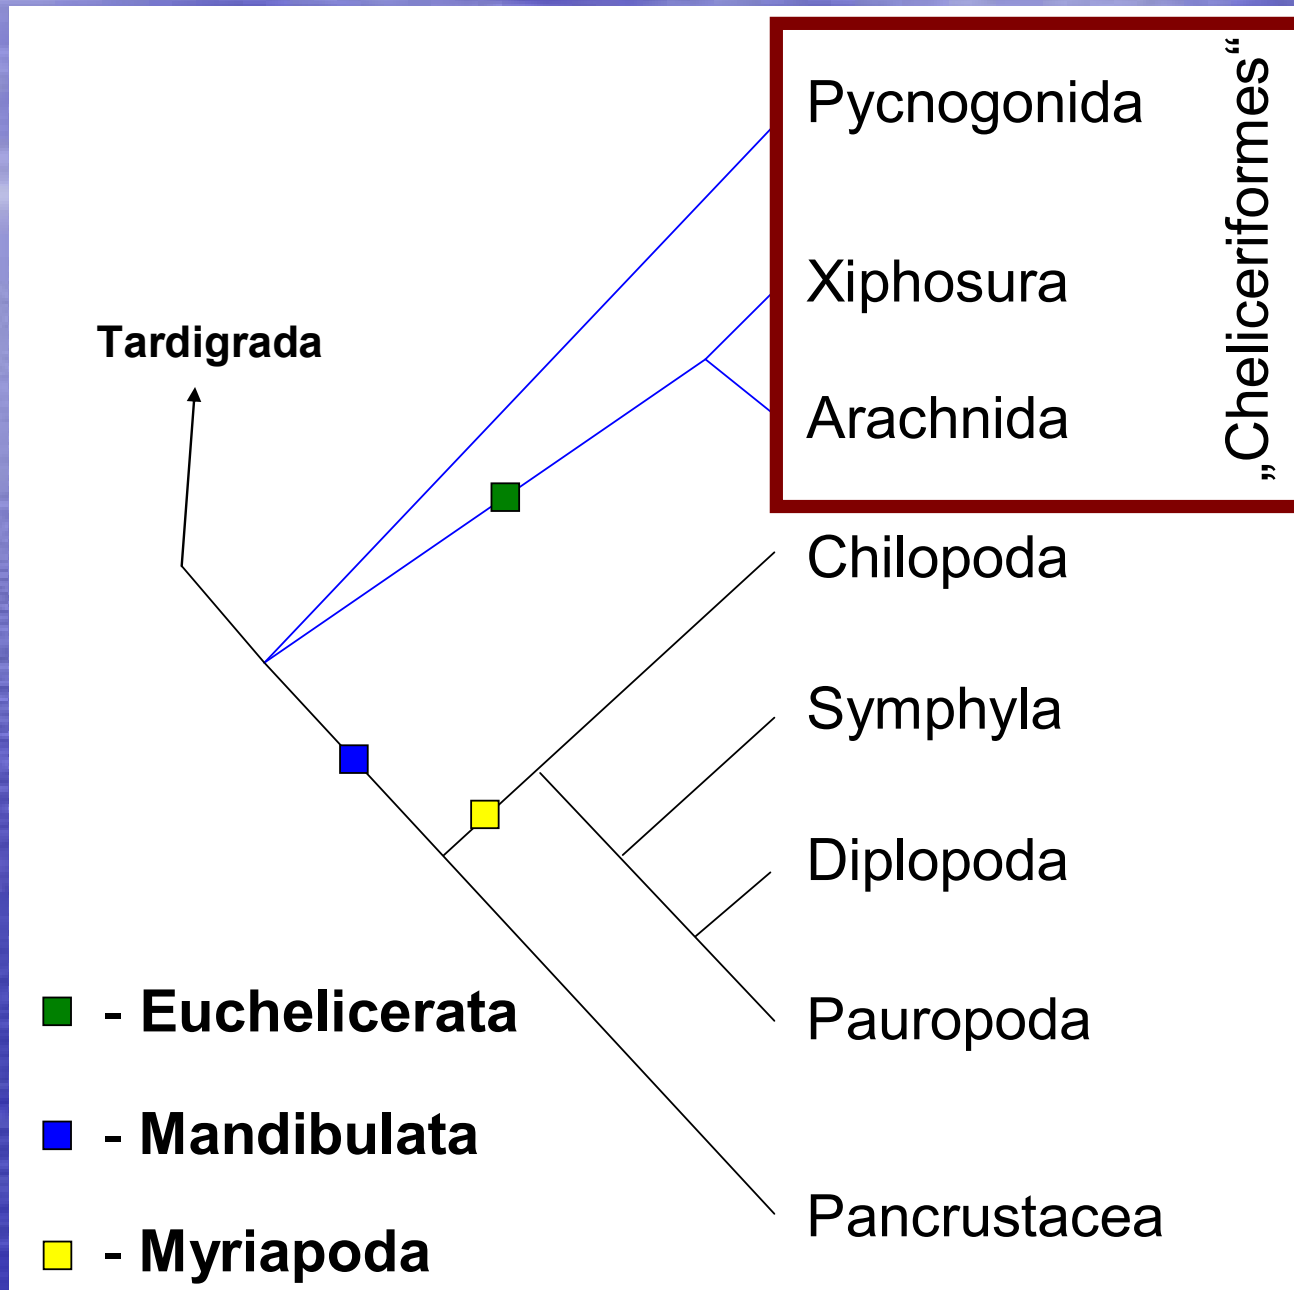 Pycnogonida
„Cheliceriformes“
Xiphosura
Tardigrada
Arachnida
Chilopoda
Symphyla
Diplopoda
- Euchelicerata
Pauropoda
- Mandibulata
Pancrustacea
- Myriapoda